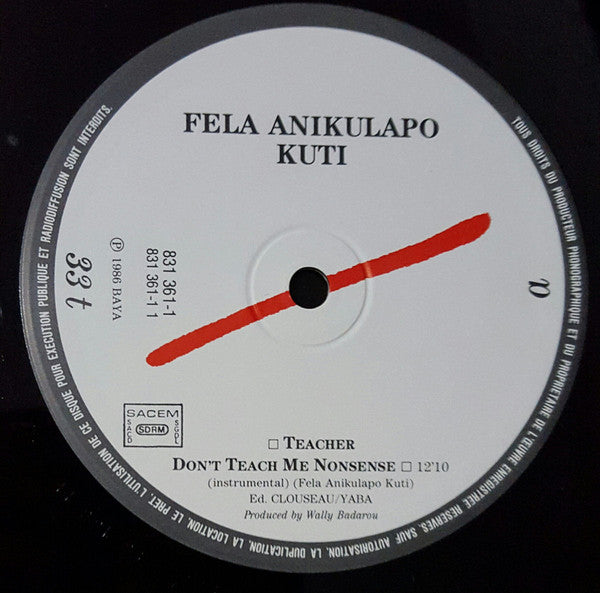 FELA ANIKULAPO
KUTI
TOUS DROITS DU PRODUCTEUR PHONOGRAPHIQUE ET DU PROPRIETAIRE DE L'ŒUVRE ENREGISTREE RESERVES. SAUF AUTORISATION, LA DUPLICATION, LA LOCATION, LE PRET, L'UTILISATION DE CE DISQUE POUR EXECUTION PUBLIQUE ET RADIODIFFUSION SONT INTERDITS.
831 361-1
831 361-1 1
33 t
℗ 1986 BAYA
a
SACEM
SACD
SDRM
SGDL
□ TEACHER
DON'T TEACH ME NONSENSE □ 12'10
(instrumental) (Fela Anikulapo Kuti)
Ed. CLOUSEAU/YABA
Produced by Wally Badarou